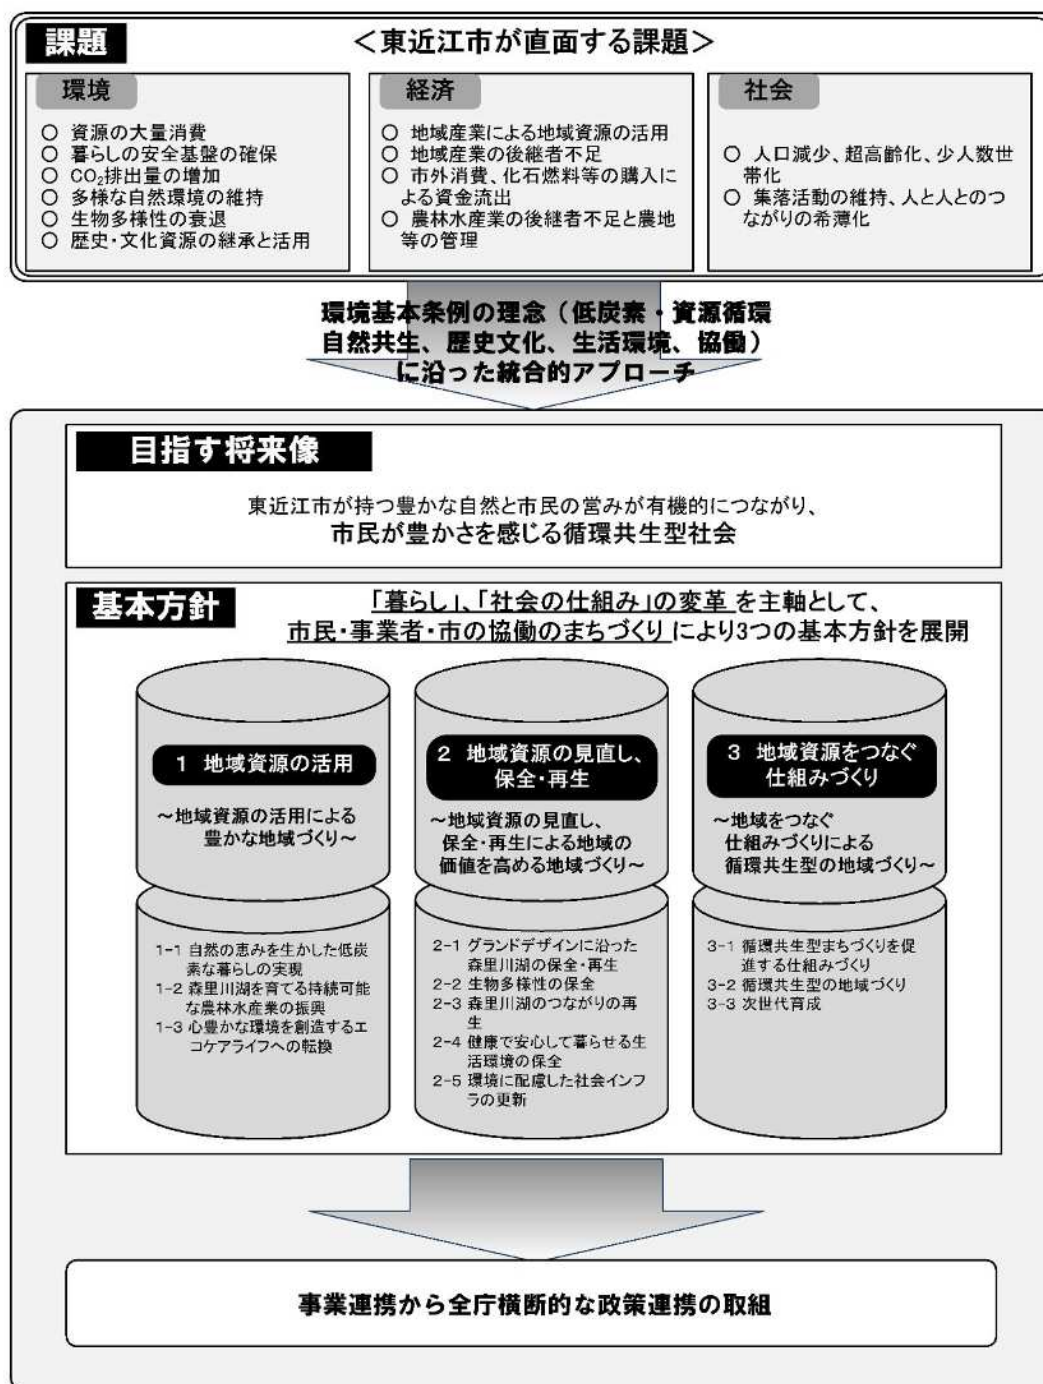 課題
＜東近江市が直面する課題＞
環境
○ 資源の大量消費
○ 暮らしの安全基盤の確保
○ CO₂排出量の増加
○ 多様な自然環境の維持
○ 生物多様性の衰退
○ 歴史・文化資源の継承と活用
経済
○ 地域産業による地域資源の活用
○ 地域産業の後継者不足
○ 市外消費、化石燃料等の購入に
よる資金流出
○ 農林水産業の後継者不足と農地
等の管理
社会
○ 人口減少、超高齢化、少人数世
帯化
○ 集落活動の維持、人と人とのつ
ながりの希薄化
環境基本条例の理念（低炭素・資源循環
自然共生、歴史文化、生活環境、協働）
に沿った統合的アプローチ
目指す将来像
東近江市が持つ豊かな自然と市民の営みが有機的につながり、
市民が豊かさを感じる循環共生型社会
基本方針
「暮らし」、「社会の仕組み」の変革 を主軸として、
市民・事業者・市の協働のまちづくり により3つの基本方針を展開
1 地域資源の活用
～地域資源の活用による
豊かな地域づくり～
1-1 自然の恵みを生かした低炭
素な暮らしの実現
1-2 森里川湖を育てる持続可能
な農林水産業の振興
1-3 心豊かな環境を創造するエ
コケアライフへの転換
2 地域資源の見直し、
保全・再生
～地域資源の見直し、
保全・再生による地域の
価値を高める地域づくり～
2-1 グランドデザインに沿った
森里川湖の保全・再生
2-2 生物多様性の保全
2-3 森里川湖のつながりの再
生
2-4 健康で安心して暮らせる生
活環境の保全
2-5 環境に配慮した社会インフ
ラの更新
3 地域資源をつなぐ
仕組みづくり
～地域をつなぐ
仕組みづくりによる
循環共生型の地域づくり～
3-1 循環共生型まちづくりを促
進する仕組みづくり
3-2 循環共生型の地域づくり
3-3 次世代育成
事業連携から全庁横断的な政策連携の取組